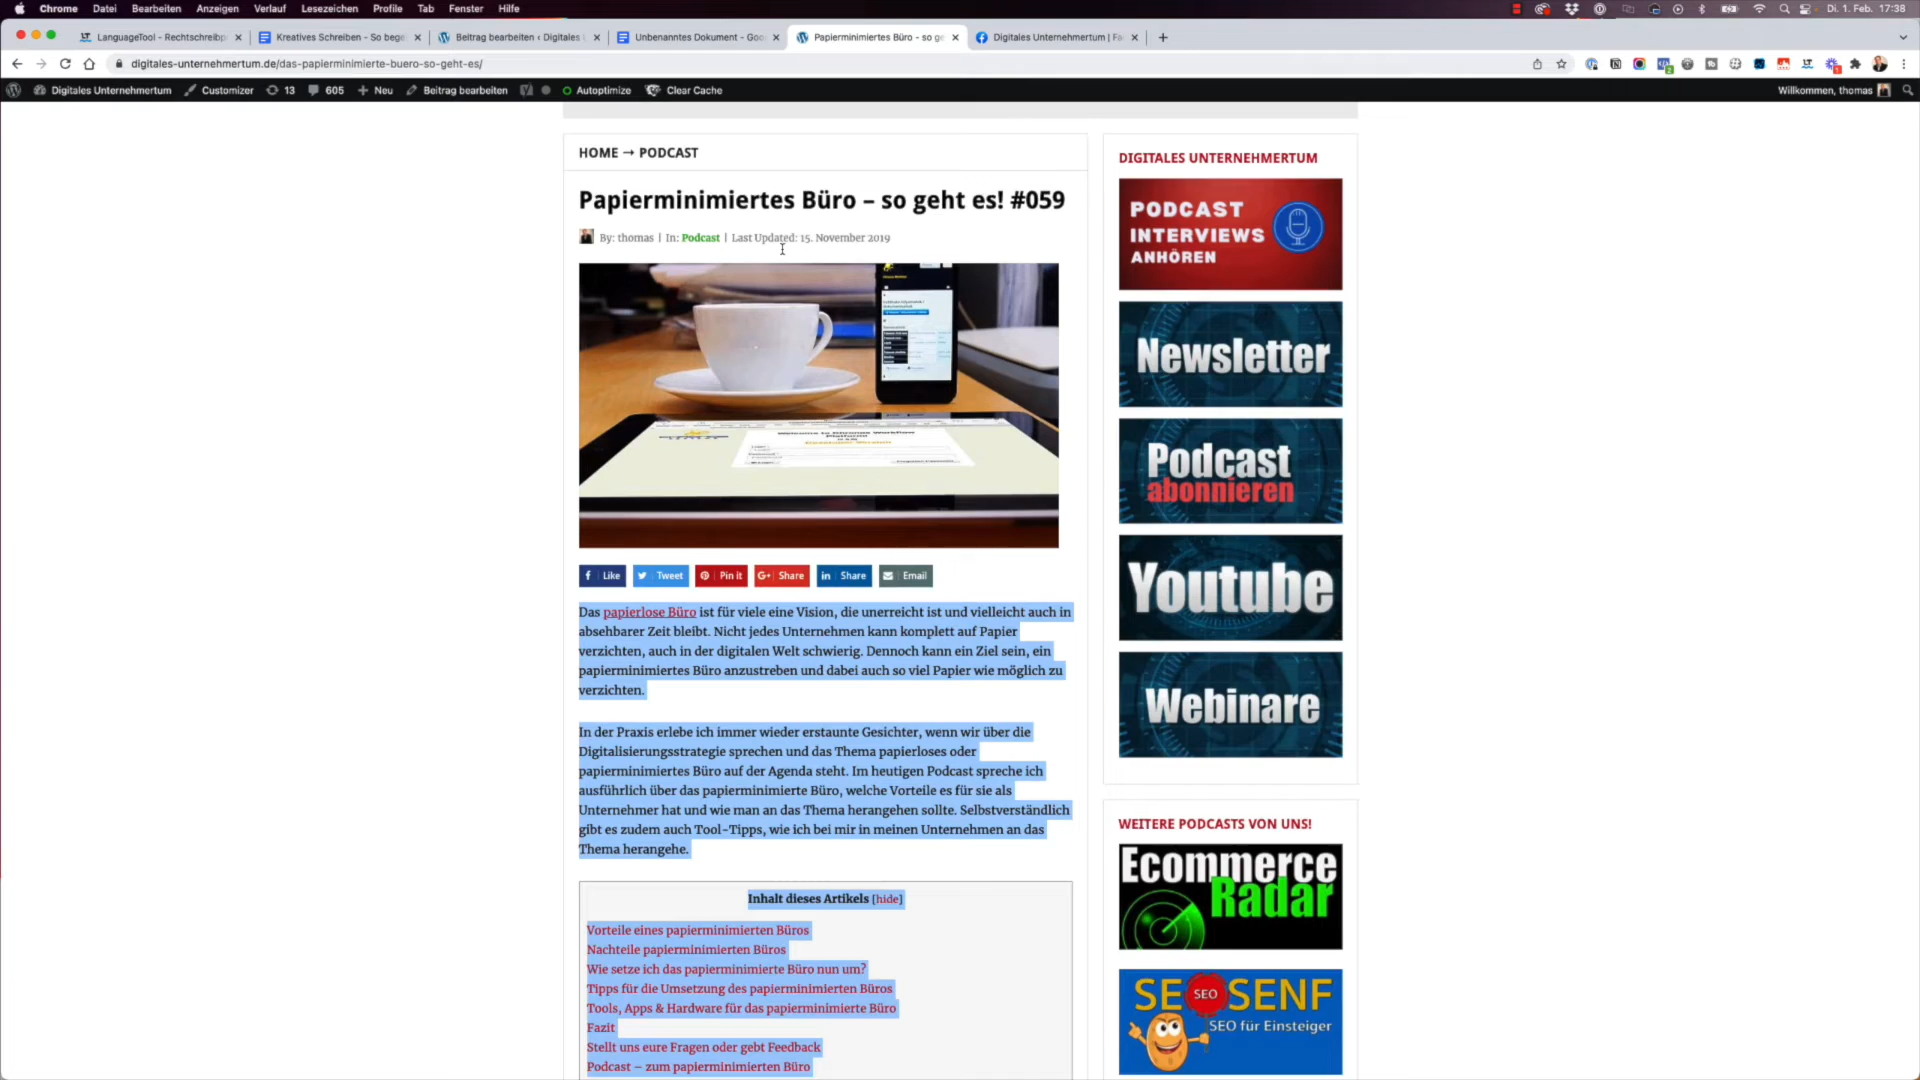 Chrome Datei Bearbeiten Anzeigen Verlauf Lesezeichen Profile Tab Fenster Hilfe Di. 1. Feb. 17:38
LanguageTool - Rechtschreibp Kreatives Schreiben - So bege Beitrag bearbeiten ‹ Digitales Unbenanntes Dokument - Goo Papierminimiertes Büro - so ge Digitales Unternehmertum | Fa
digitales-unternehmertum.de/das-papierminimierte-buero-so-geht-es/
Digitales Unternehmertum Customizer 13 605 Neu Beitrag bearbeiten Autoptimize Clear Cache Willkommen, thomas
HOME → PODCAST
Papierminimiertes Büro – so geht es! #059
By: thomas | In: Podcast | Last Updated: 15. November 2019
Welcome to
Workflow
Like Tweet Pin it G+ Share in Share Email
Das papierlose Büro ist für viele eine Vision, die unerreicht ist und vielleicht auch in
absehbarer Zeit bleibt. Nicht jedes Unternehmen kann komplett auf Papier
verzichten, auch in der digitalen Welt schwierig. Dennoch kann ein Ziel sein, ein
papierminimiertes Büro anzustreben und dabei auch so viel Papier wie möglich zu
verzichten.
In der Praxis erlebe ich immer wieder erstaunte Gesichter, wenn wir über die
Digitalisierungsstrategie sprechen und das Thema papierloses oder
papierminimiertes Büro auf der Agenda steht. Im heutigen Podcast spreche ich
ausführlich über das papierminimierte Büro, welche Vorteile es für sie als
Unternehmer hat und wie man an das Thema herangehen sollte. Selbstverständlich
gibt es zudem auch Tool-Tipps, wie ich bei mir in meinen Unternehmen an das
Thema herangehe.
Inhalt dieses Artikels [hide]
Vorteile eines papierminimierten Büros
Nachteile papierminimierten Büros
Wie setze ich das papierminimierte Büro nun um?
Tipps für die Umsetzung des papierminimierten Büros
Tools, Apps & Hardware für das papierminimierte Büro
Fazit
Stellt uns eure Fragen oder gebt Feedback
Podcast – zum papierminimierten Büro
DIGITALES UNTERNEHMERTUM
PODCAST
INTERVIEWS
ANHÖREN
Newsletter
Podcast
abonnieren
Youtube
Webinare
WEITERE PODCASTS VON UNS!
Ecommerce
Radar
SEO SENF
SEO
SEO für Einsteiger